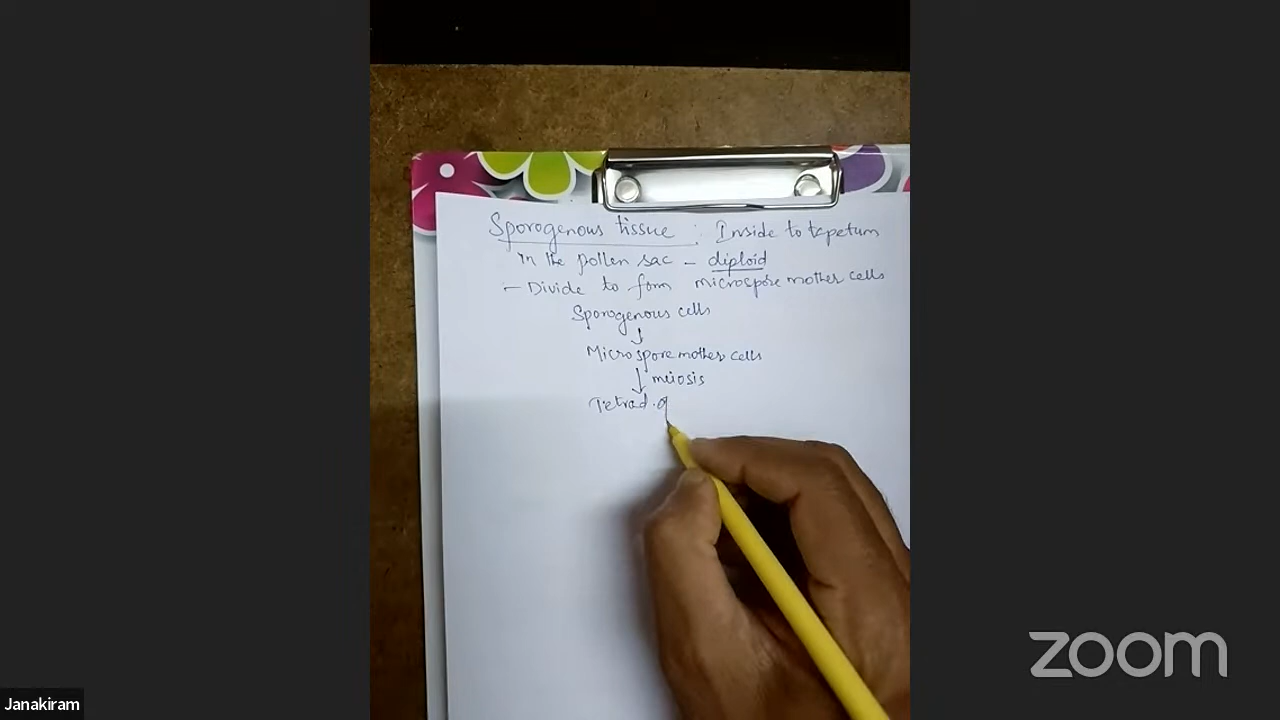 Sporogenous tissue : Inside to tapetum
In the pollen sac - diploid
- Divide to form microspore mother cells
Sporogenous cells
↓
Microspore mother cells
↓ meiosis
Tetrad of
zoom
Janakiram